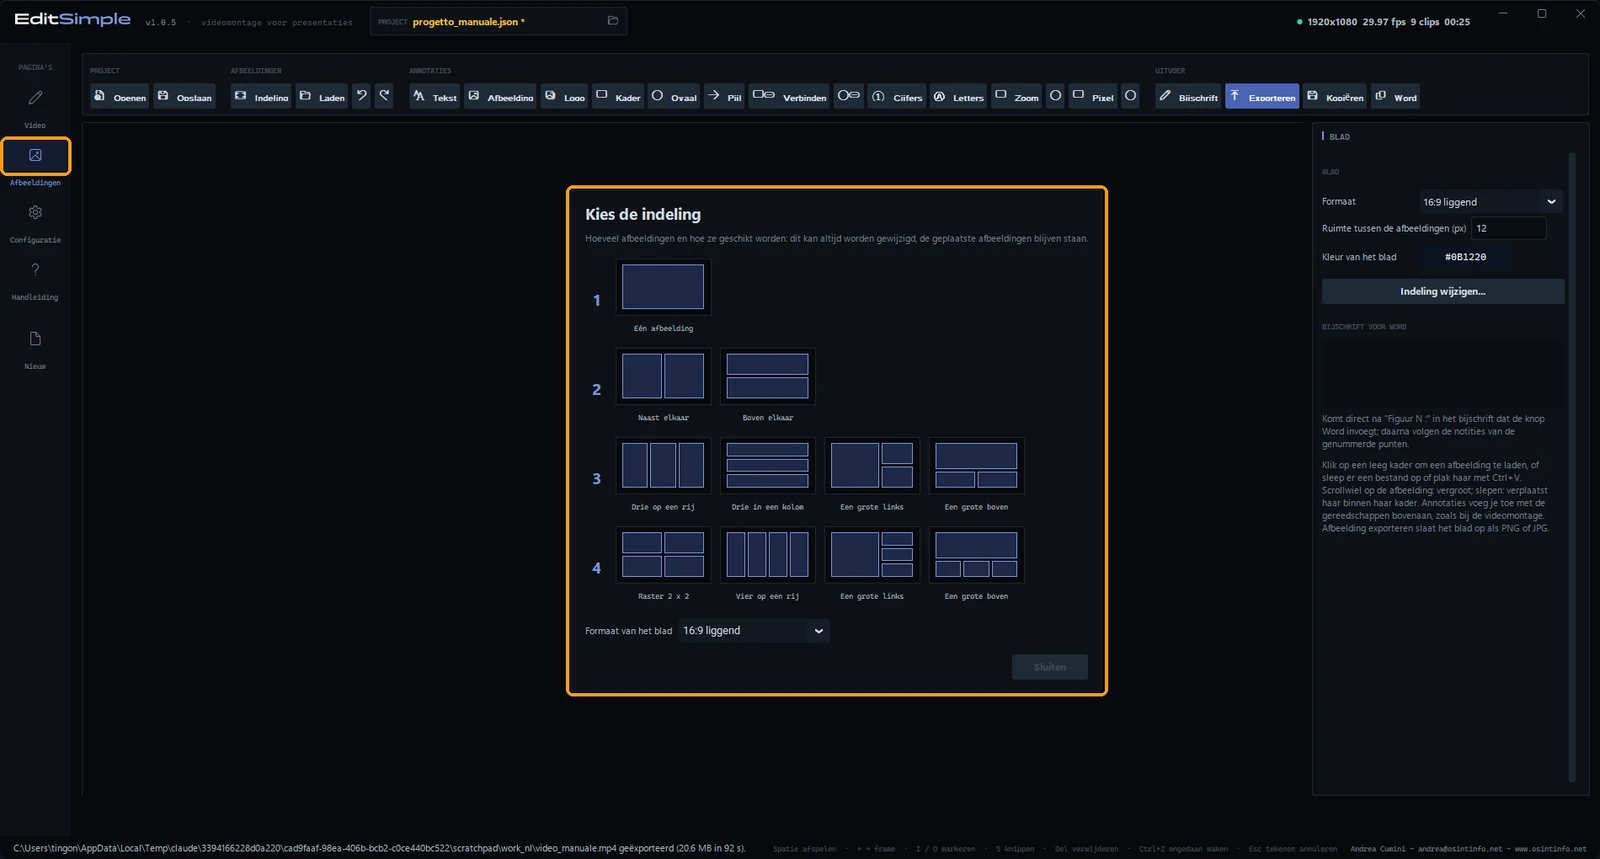 EditSimple v1.0.5 · videomontage voor presentaties PROJECT progetto_manuale.json *
1920x1080 29.97 fps 9 clips 00:25
PAGINA'S
Video
Afbeeldingen
Configuratie
Handleiding
Nieuw
PROJECT AFBEELDINGEN ANNOTATIES UITVOER
Openen Opslaan Indeling Laden Tekst Afbeelding Logo Kader Ovaal Pijl Verbinden Cijfers Letters Zoom Pixel Bijschrift Exporteren Kopiëren Word
Kies de indeling
Hoeveel afbeeldingen en hoe ze geschikt worden: dit kan altijd worden gewijzigd, de geplaatste afbeeldingen blijven staan.
1
Eén afbeelding
2
Naast elkaar Boven elkaar
3
Drie op een rij Drie in een kolom Een grote links Een grote boven
4
Raster 2 x 2 Vier op een rij Een grote links Een grote boven
Formaat van het blad 16:9 liggend
Sluiten
BLAD
BLAD
Formaat 16:9 liggend
Ruimte tussen de afbeeldingen (px) 12
Kleur van het blad #0B1220
Indeling wijzigen...
BIJSCHRIFT VOOR WORD
Komt direct na "Figuur N :" in het bijschrift dat de knop
Word invoegt; daarna volgen de notities van de
genummerde punten.
Klik op een leeg kader om een afbeelding te laden, of
sleep er een bestand op of plak haar met Ctrl+V.
Scrollwiel op de afbeelding: vergroot; slepen: verplaatst
haar binnen haar kader. Annotaties voeg je toe met de
gereedschappen bovenaan, zoals bij de videomontage.
Afbeelding exporteren slaat het blad op als PNG of JPG.
C:\Users\tingon\AppData\Local\Temp\claude\3394166228d0a220\cad9faaf-98ea-406b-bcb2-c0ce440bc522\scratchpad\work_nl\video_manuale.mp4 geëxporteerd (20.6 MB in 92 s).
Spatie afspelen · ← → frame · I / O markeren · S knippen · Del verwijderen · Ctrl+Z ongedaan maken · Esc tekenen annuleren Andrea Cumini – andrea@osintinfo.net – www.osintinfo.net